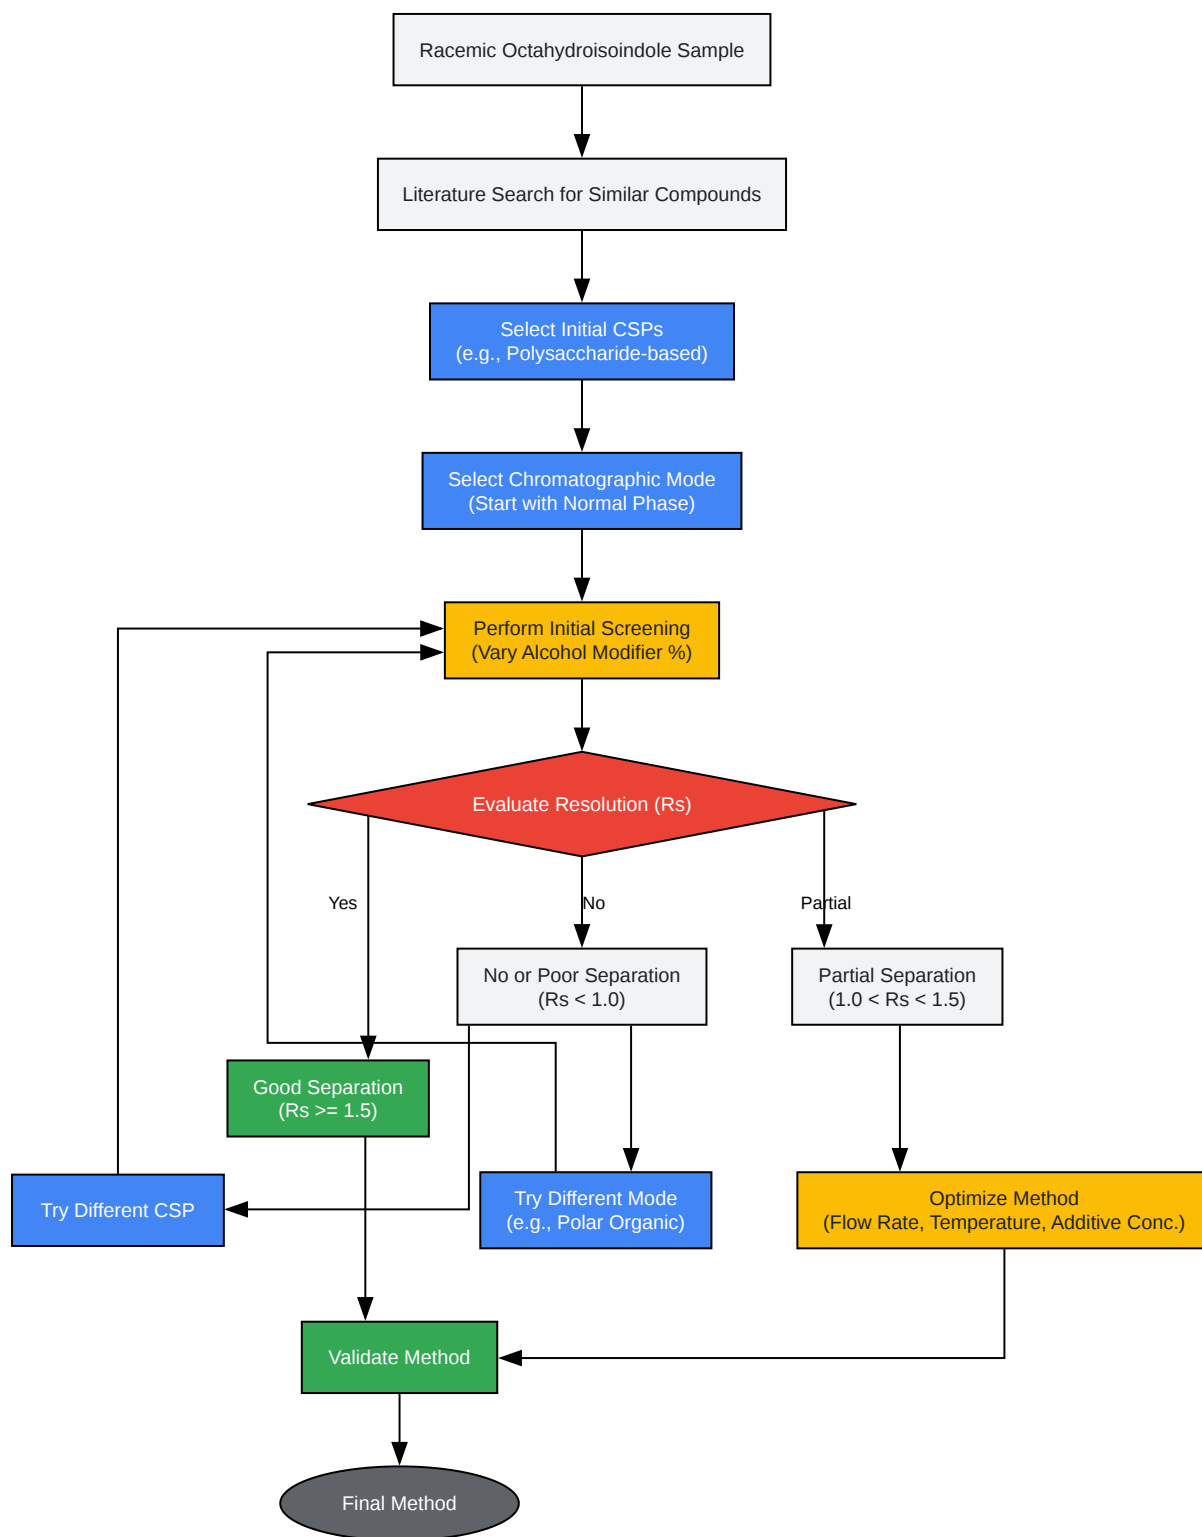 Racemic Octahydroisoindole Sample
Literature Search for Similar Compounds
Select Initial CSPs
(e.g., Polysaccharide-based)
Select Chromatographic Mode
(Start with Normal Phase)
Perform Initial Screening
(Vary Alcohol Modifier %)
Evaluate Resolution (Rs)
Yes
No
Partial
No or Poor Separation
(Rs < 1.0)
Partial Separation
(1.0 < Rs < 1.5)
Good Separation
(Rs >= 1.5)
Try Different CSP
Try Different Mode
(e.g., Polar Organic)
Optimize Method
(Flow Rate, Temperature, Additive Conc.)
Validate Method
Final Method